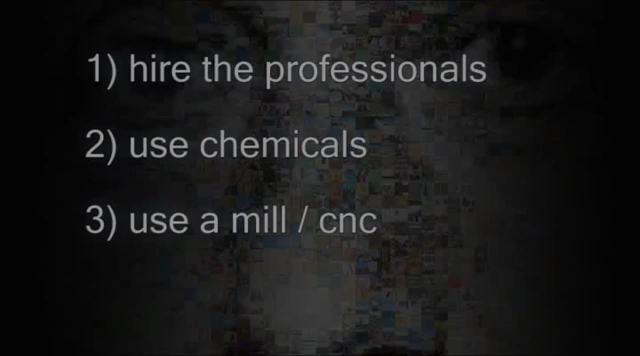 1) hire the professionals
2) use chemicals
3) use a mill / cnc